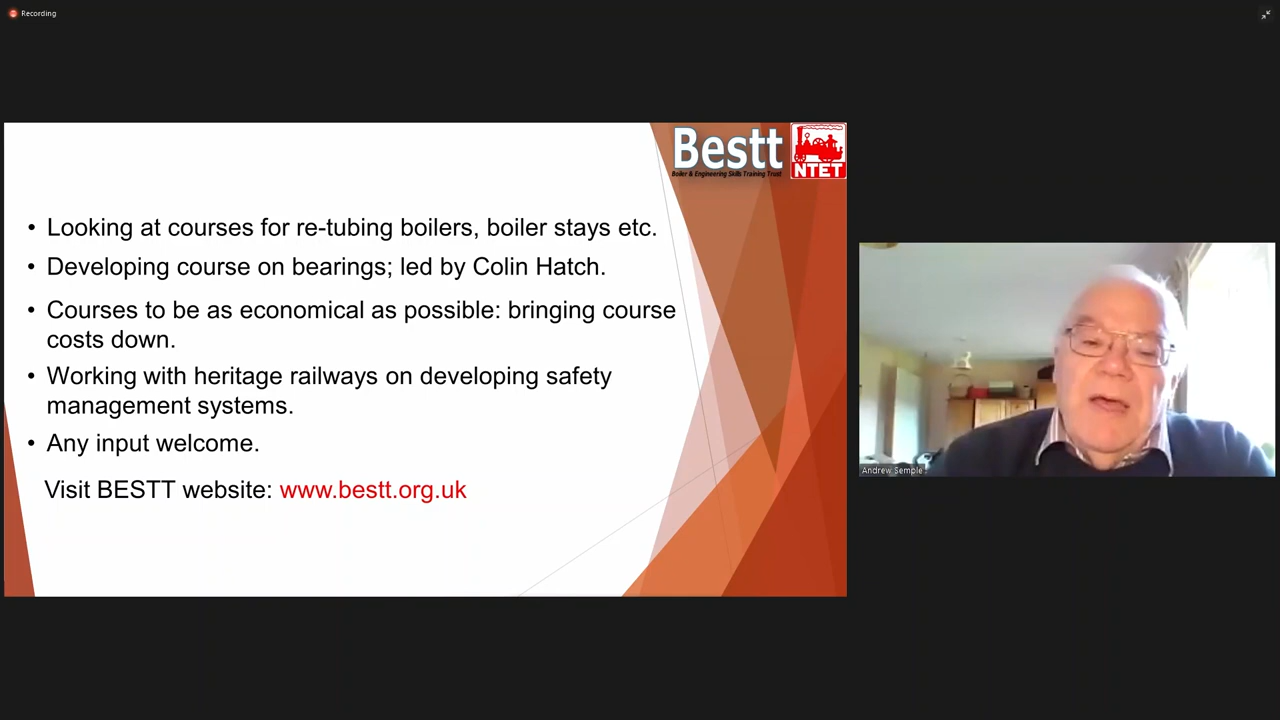 Recording
Bestt
Boiler & Engineering Skills Training Trust
NTET
• Looking at courses for re-tubing boilers, boiler stays etc.
• Developing course on bearings; led by Colin Hatch.
• Courses to be as economical as possible: bringing course
costs down.
• Working with heritage railways on developing safety
management systems.
• Any input welcome.
Visit BESTT website: www.bestt.org.uk
Andrew Semple